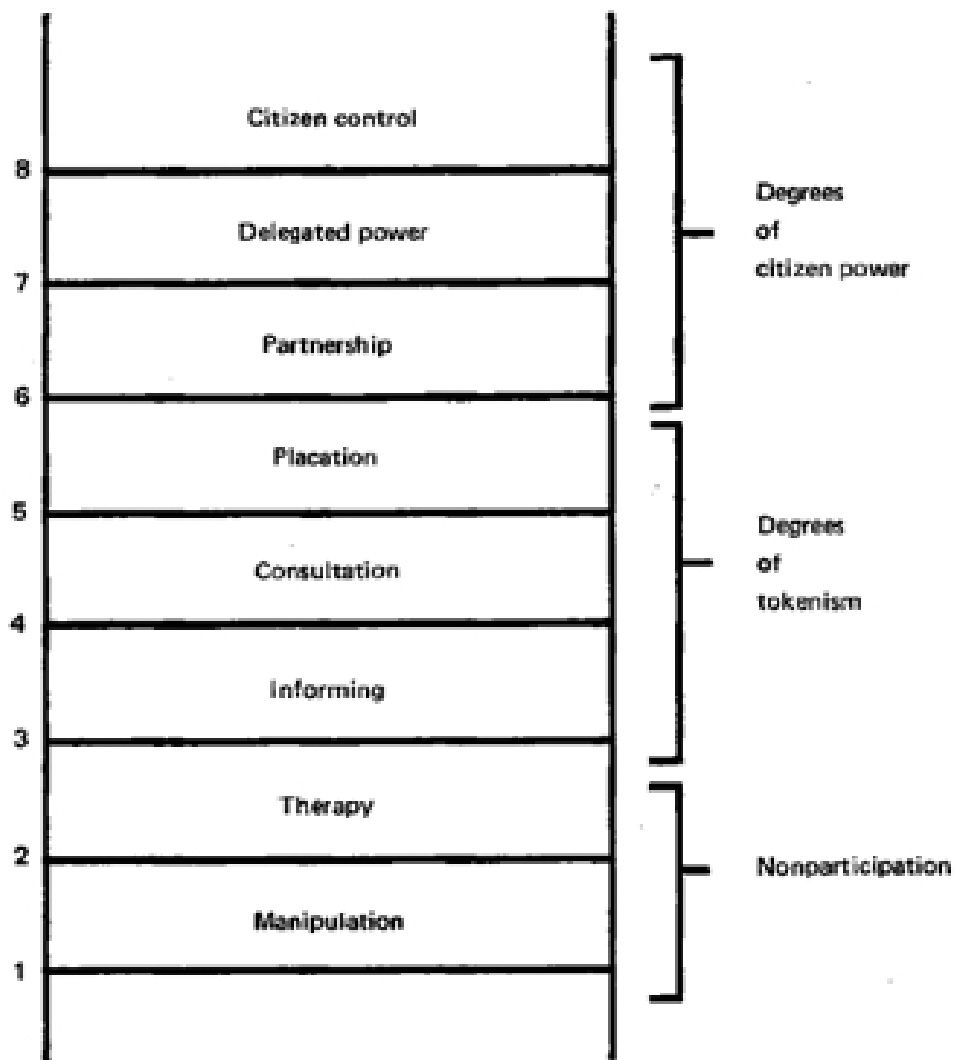 Citizen control
8
Delegated power
7
Partnership
6
Placation
5
Consultation
4
Informing
3
Therapy
2
Manipulation
1
Degrees
of
citizen power
Degrees
of
tokenism
Nonparticipation